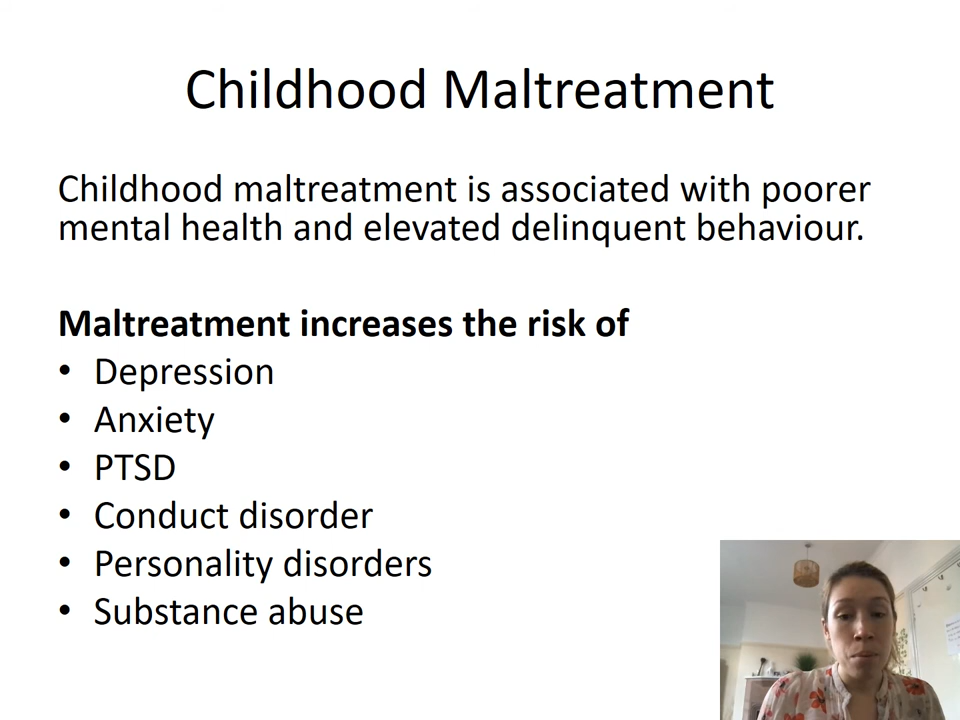 Childhood Maltreatment
Childhood maltreatment is associated with poorer
mental health and elevated delinquent behaviour.
Maltreatment increases the risk of
• Depression
• Anxiety
• PTSD
• Conduct disorder
• Personality disorders
• Substance abuse